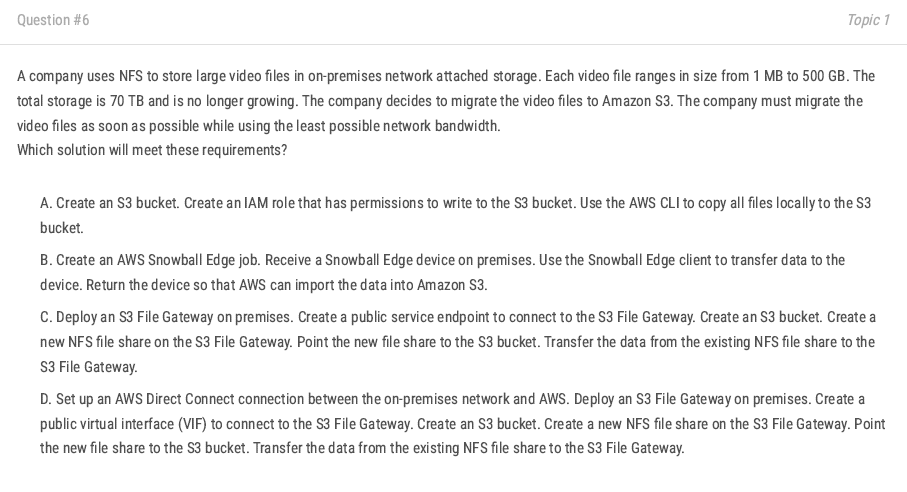 Question #6
Topic 1
A company uses NFS to store large video files in on-premises network attached storage. Each video file ranges in size from 1 MB to 500 GB. The
total storage is 70 TB and is no longer growing. The company decides to migrate the video files to Amazon S3. The company must migrate the
video files as soon as possible while using the least possible network bandwidth.
Which solution will meet these requirements?
A. Create an S3 bucket. Create an IAM role that has permissions to write to the S3 bucket. Use the AWS CLI to copy all files locally to the S3
bucket.
B. Create an AWS Snowball Edge job. Receive a Snowball Edge device on premises. Use the Snowball Edge client to transfer data to the
device. Return the device so that AWS can import the data into Amazon S3.
C. Deploy an S3 File Gateway on premises. Create a public service endpoint to connect to the S3 File Gateway. Create an S3 bucket. Create a
new NFS file share on the S3 File Gateway. Point the new file share to the S3 bucket. Transfer the data from the existing NFS file share to the
S3 File Gateway.
D. Set up an AWS Direct Connect connection between the on-premises network and AWS. Deploy an S3 File Gateway on premises. Create a
public virtual interface (VIF) to connect to the S3 File Gateway. Create an S3 bucket. Create a new NFS file share on the S3 File Gateway. Point
the new file share to the S3 bucket. Transfer the data from the existing NFS file share to the S3 File Gateway.